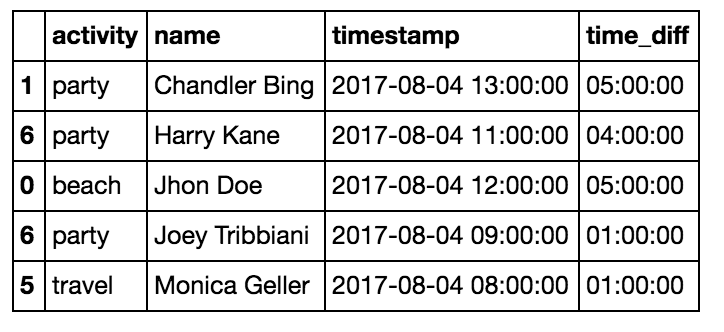 activity name timestamp time_diff
1 party Chandler Bing 2017-08-04 13:00:00 05:00:00
6 party Harry Kane 2017-08-04 11:00:00 04:00:00
0 beach Jhon Doe 2017-08-04 12:00:00 05:00:00
6 party Joey Tribbiani 2017-08-04 09:00:00 01:00:00
5 travel Monica Geller 2017-08-04 08:00:00 01:00:00